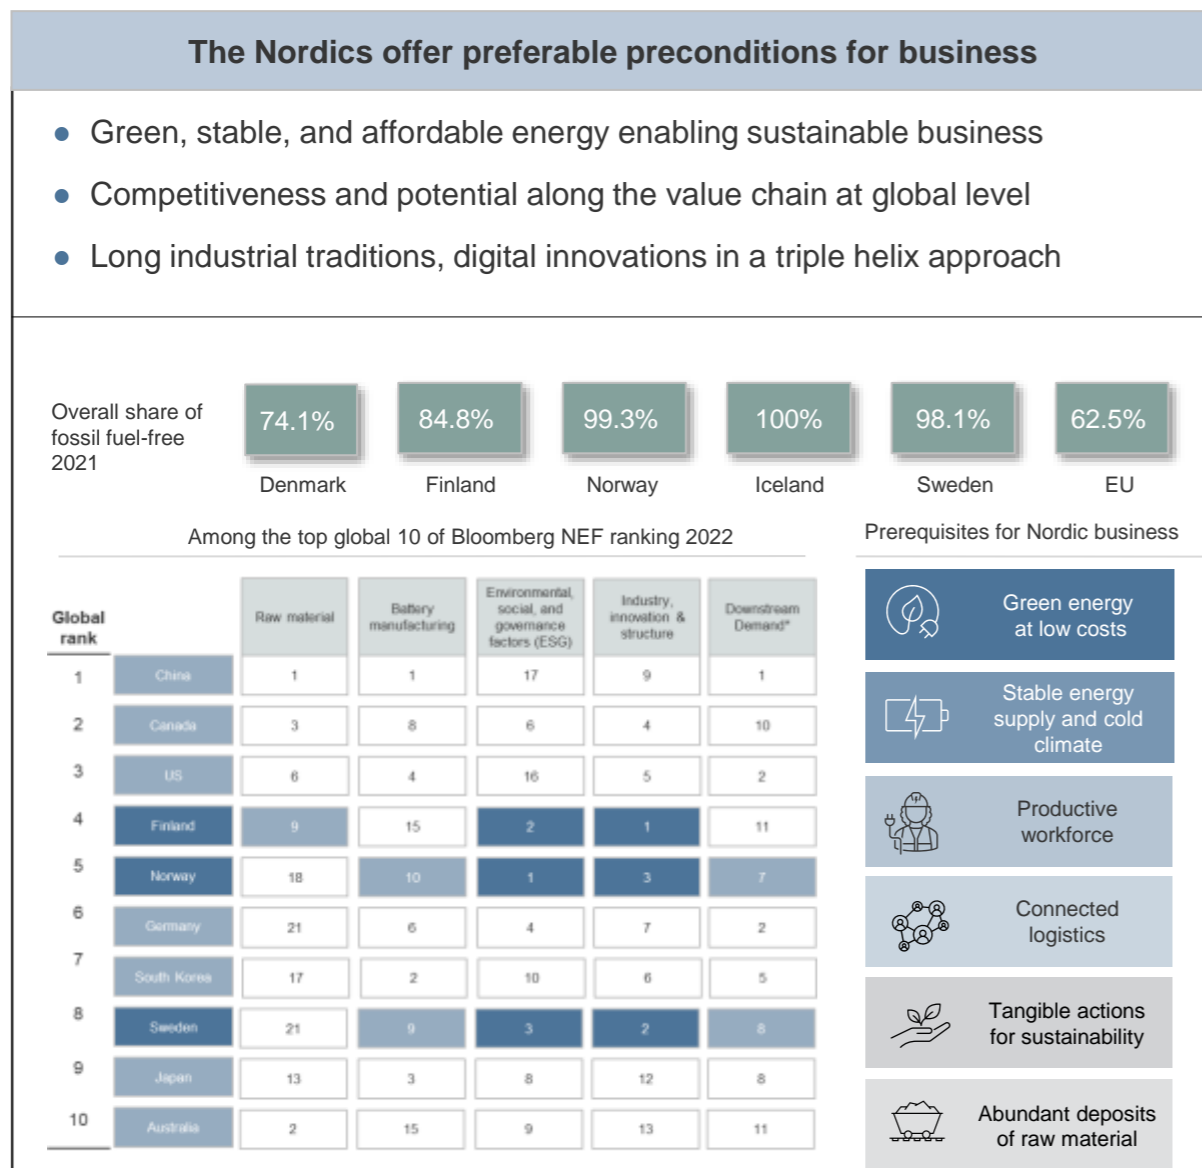 The Nordics offer preferable preconditions for business
● Green, stable, and affordable energy enabling sustainable business
● Competitiveness and potential along the value chain at global level
● Long industrial traditions, digital innovations in a triple helix approach
Overall share of
fossil fuel-free
2021
74.1% 84.8% 99.3% 100% 98.1% 62.5%
Denmark Finland Norway Iceland Sweden EU
Among the top global 10 of Bloomberg NEF ranking 2022
Global
rank
Raw material
Battery
manufacturing
Environmental,
social, and
governance
factors (ESG)
Industry,
innovation &
structure
Downstream
Demand*
1 China 1 1 17 9 1
2 Canada 3 8 6 4 10
3 US 6 4 16 5 2
4 Finland 9 15 2 1 11
5 Norway 18 10 1 3 7
6 Germany 21 6 4 7 2
7 South Korea 17 2 10 6 5
8 Sweden 21 9 3 2 8
9 Japan 13 3 8 12 8
10 Australia 2 15 9 13 11
Prerequisites for Nordic business
Green energy
at low costs
Stable energy
supply and cold
climate
Productive
workforce
Connected
logistics
Tangible actions
for sustainability
Abundant deposits
of raw material